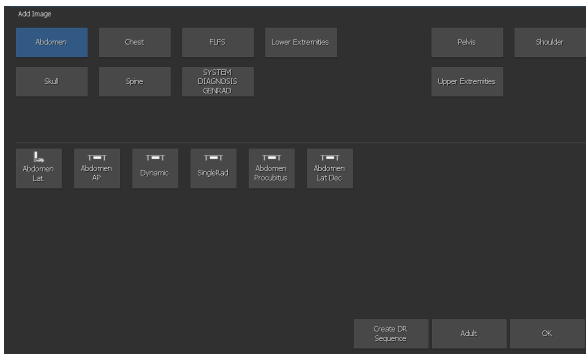 Add Image
Abdomen
Chest
FLFS
Lower Extremities
Pelvis
Shoulder
Skull
Spine
SYSTEM
DIAGNOSIS
GENRAD
Upper Extremities
Abdomen
Lat.
Abdomen
AP
Dynamic
SingleRad
Abdomen
Procubitus
Abdomen
Lat Dec
Create DR
Sequence
Adult
OK